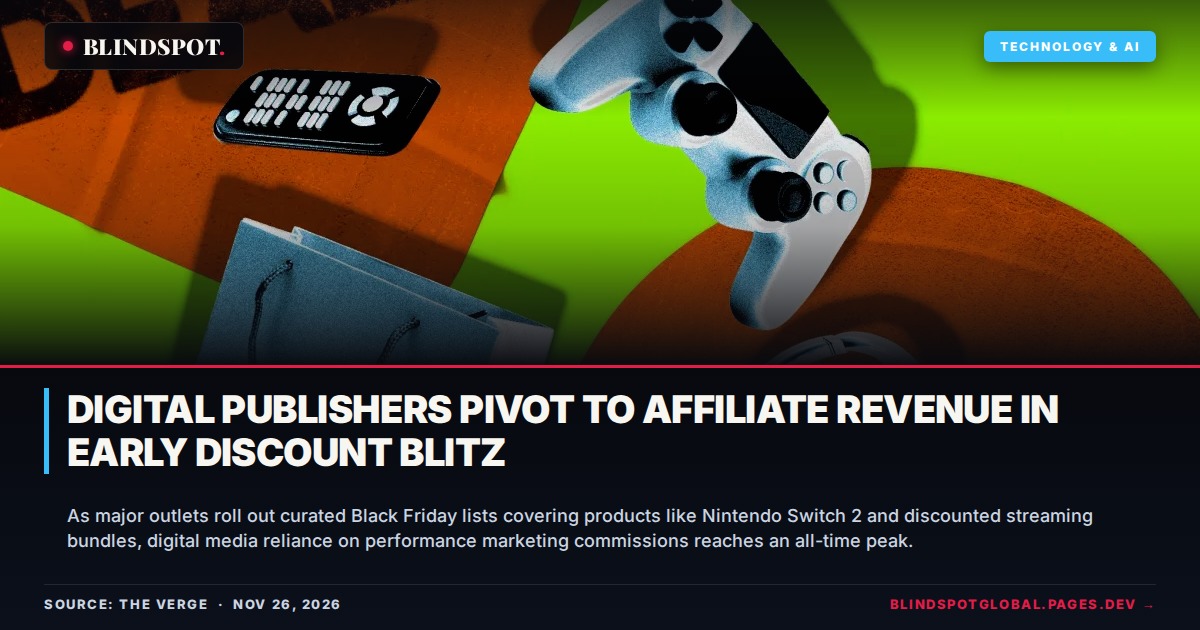 BLINDSPOT.
TECHNOLOGY & AI
DIGITAL PUBLISHERS PIVOT TO AFFILIATE REVENUE IN
EARLY DISCOUNT BLITZ
As major outlets roll out curated Black Friday lists covering products like Nintendo Switch 2 and discounted streaming
bundles, digital media reliance on performance marketing commissions reaches an all-time peak.
SOURCE: THE VERGE · NOV 26, 2026
BLINDSPOTGLOBAL.PAGES.DEV →